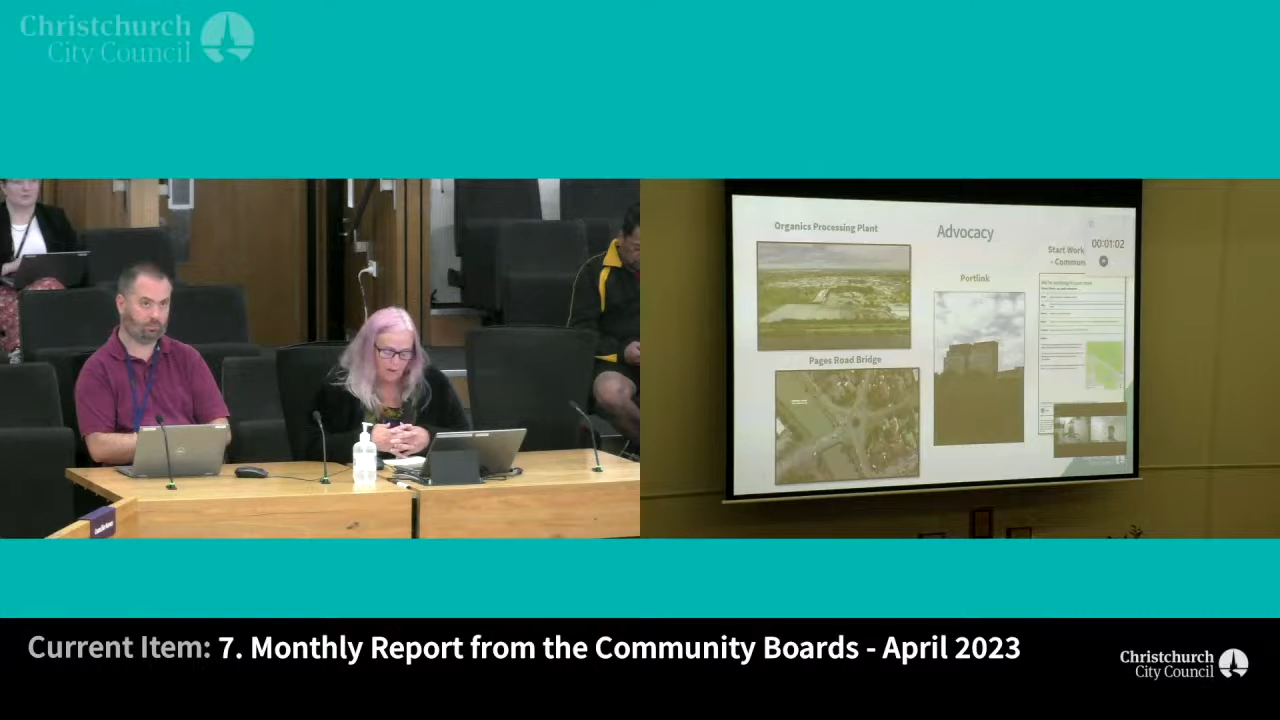 Christchurch
City Council
Organics Processing Plant
Advocacy
00:01:02
Start Work
- Commun
Portlink
Pages Road Bridge
Current Item: 7. Monthly Report from the Community Boards - April 2023
Christchurch
City Council